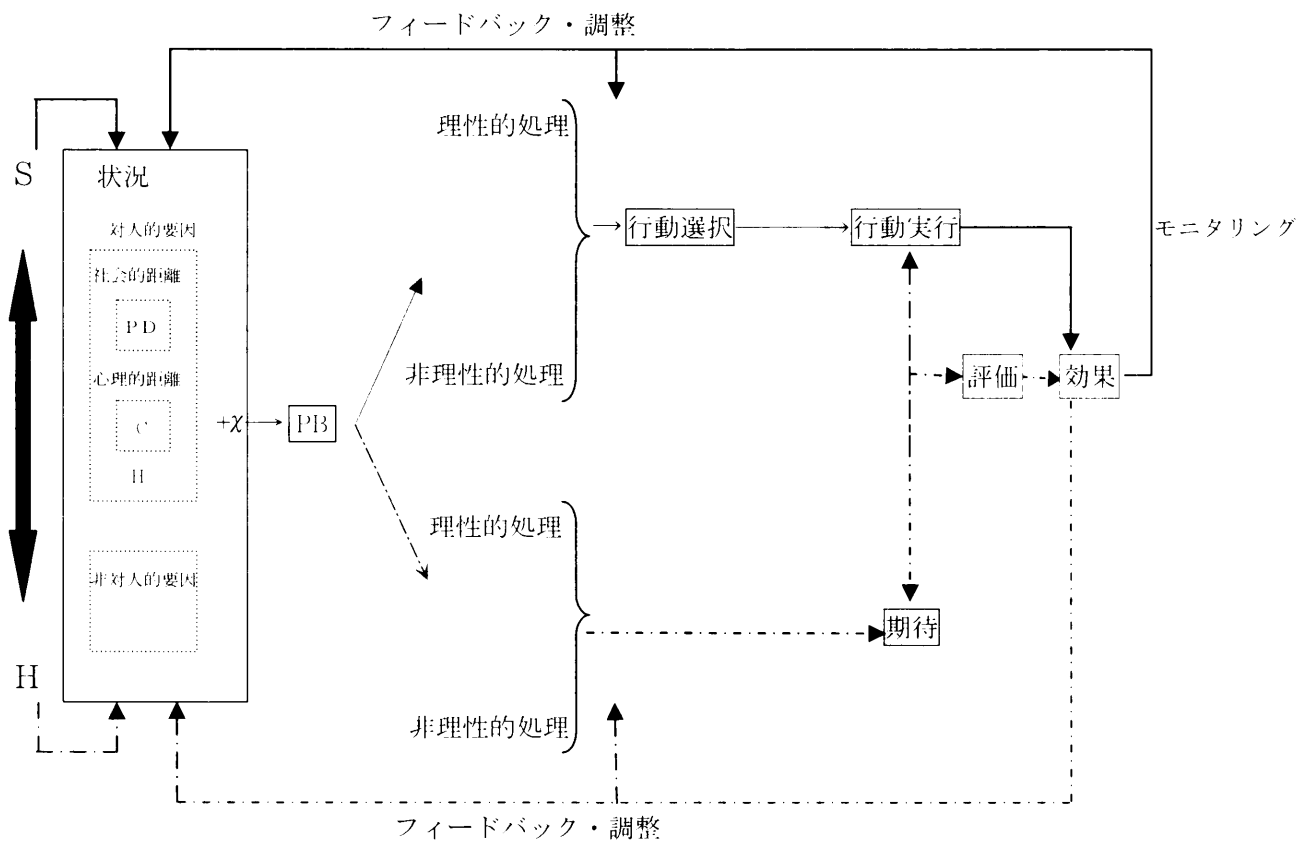 フィードバック・調整
理性的処理
S
状況
対人的要因
行動選択
行動実行
モニタリング
社会的距離
PD
心理的距離
非理性的処理
評価
効果
C
+χ
PB
H
理性的処理
非対人的要因
期待
H
非理性的処理
フィードバック・調整